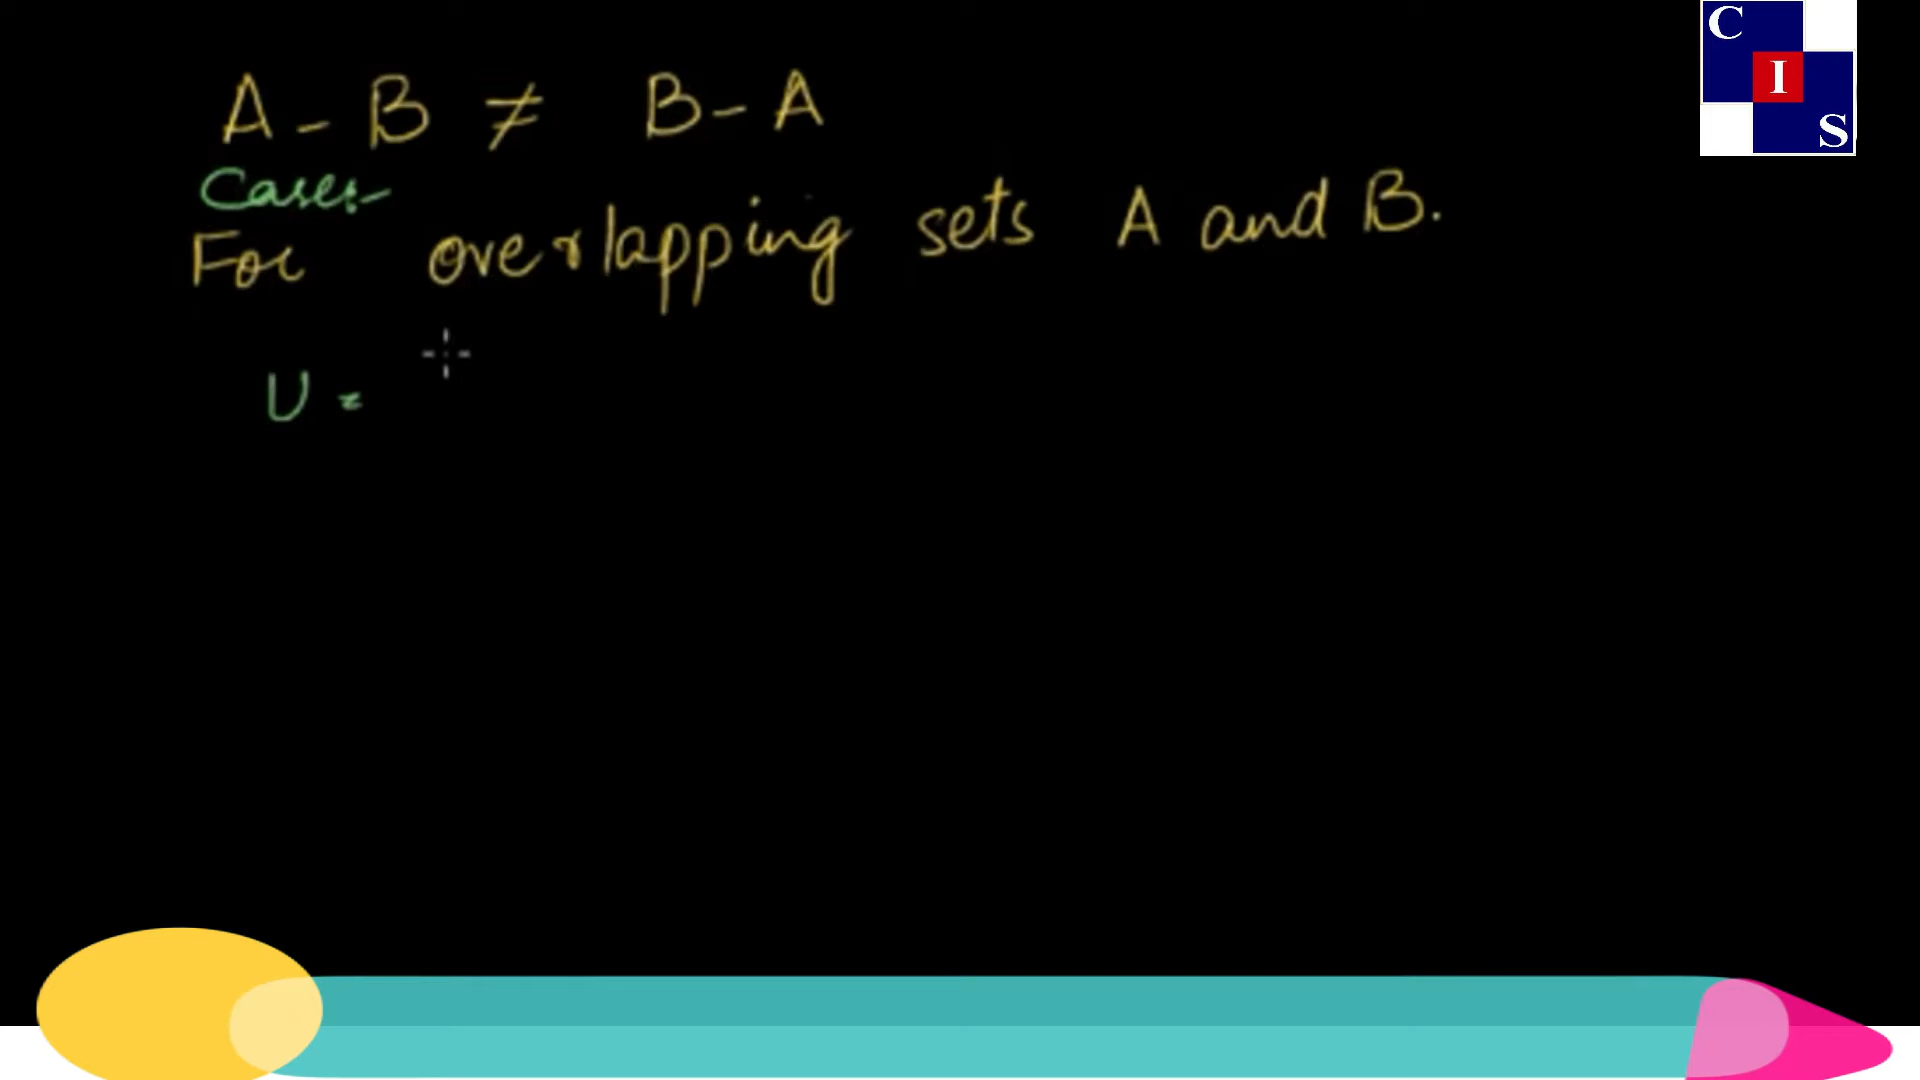 A - B ≠ B - A
Cases:-
For overlapping sets A and B.
U =
C
I
S